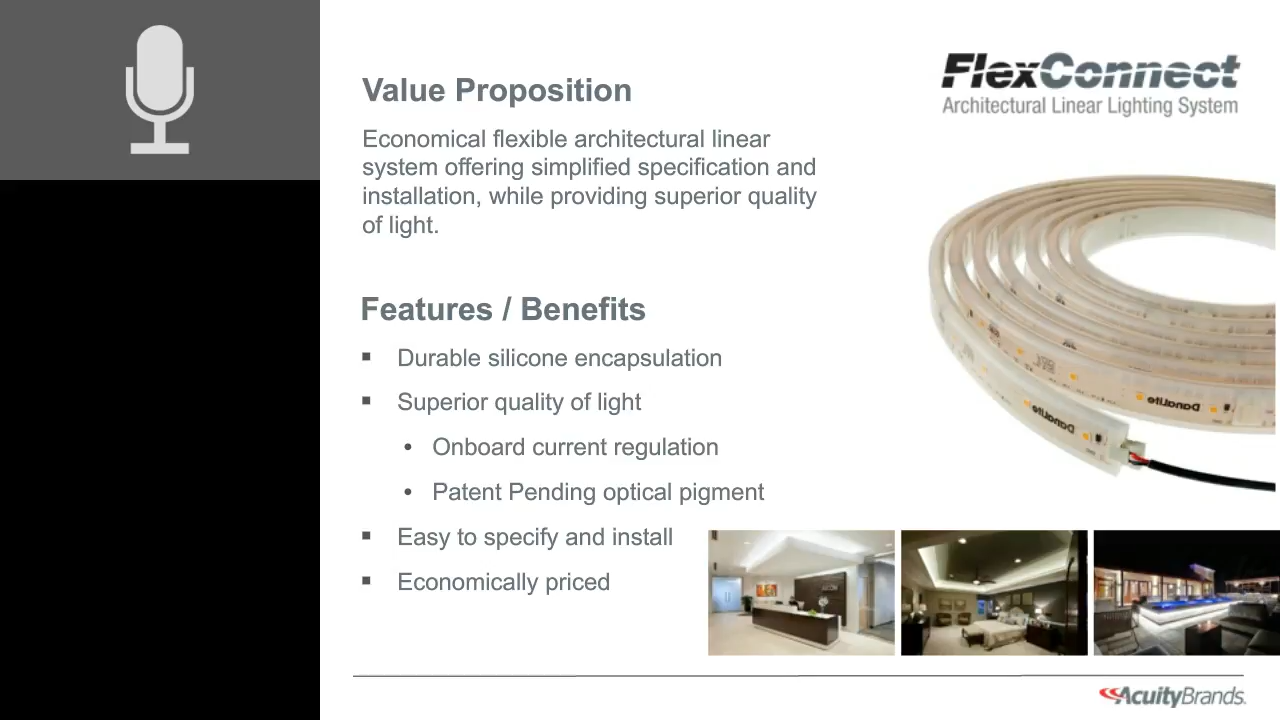 FlexConnect
Architectural Linear Lighting System
Value Proposition
Economical flexible architectural linear
system offering simplified specification and
installation, while providing superior quality
of light.
Features / Benefits
▪ Durable silicone encapsulation
▪ Superior quality of light
• Onboard current regulation
• Patent Pending optical pigment
▪ Easy to specify and install
▪ Economically priced
DanaLite
DanaLite
AcuityBrands.